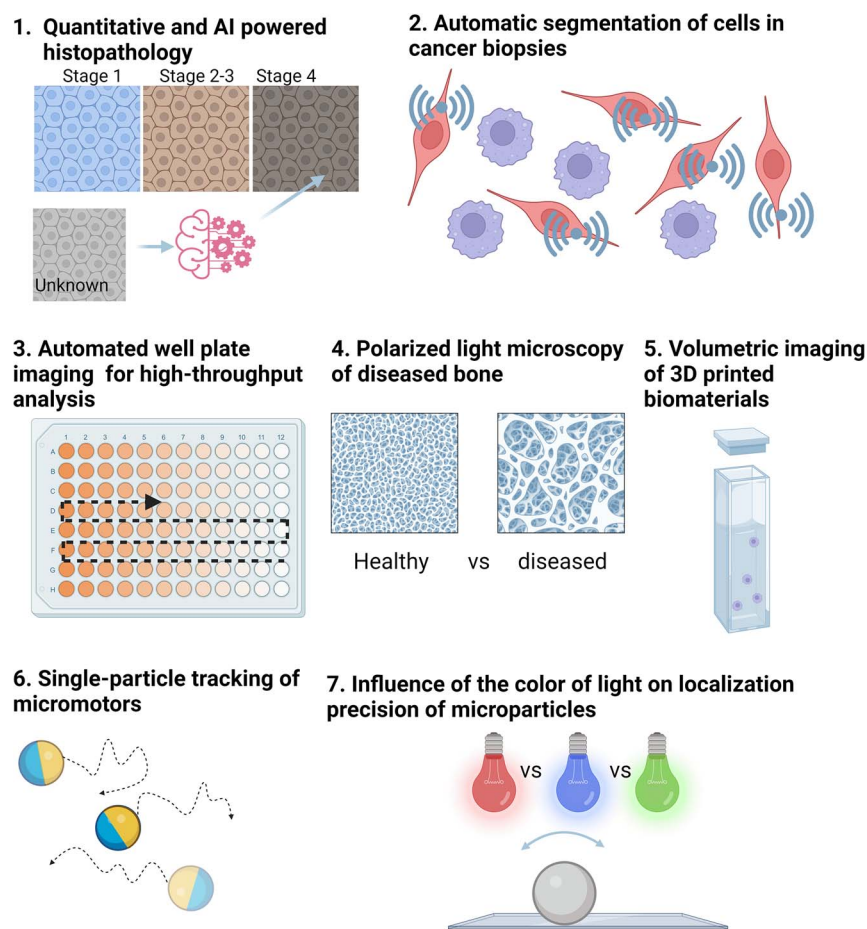 1. Quantitative and AI powered
histopathology
Stage 1 Stage 2-3 Stage 4
Unknown
2. Automatic segmentation of cells in
cancer biopsies
3. Automated well plate
imaging for high-throughput
analysis
1 2 3 4 5 6 7 8 9 10 11 12
A
B
C
D
E
F
G
H
4. Polarized light microscopy
of diseased bone
Healthy vs diseased
5. Volumetric imaging
of 3D printed
biomaterials
6. Single-particle tracking of
micromotors
7. Influence of the color of light on localization
precision of microparticles
vs vs